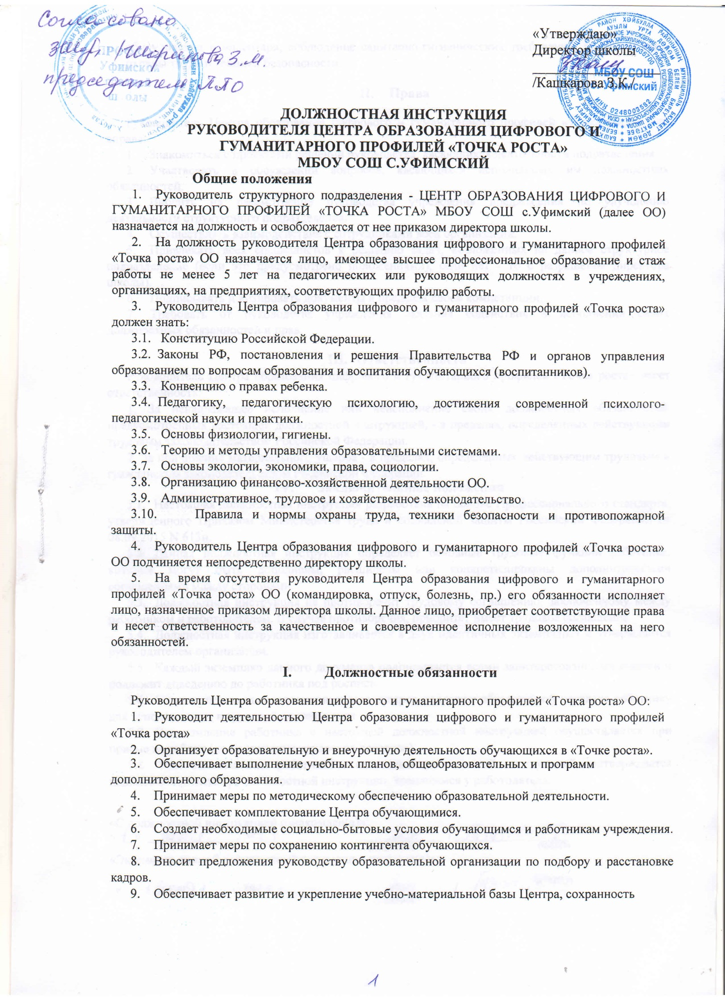 Согласовано
З.М.
председатель ППО
«Утверждаю»
Директор школы
/Кашкарова З.К./
МБОУ СОШ
с. Уфимский
ИНН 0248003582
ПРОФКОМ
Уфимской
средней
школы
ДОЛЖНОСТНАЯ ИНСТРУКЦИЯ
РУКОВОДИТЕЛЯ ЦЕНТРА ОБРАЗОВАНИЯ ЦИФРОВОГО И
ГУМАНИТАРНОГО ПРОФИЛЕЙ «ТОЧКА РОСТА»
МБОУ СОШ С.УФИМСКИЙ
Общие положения
1. Руководитель структурного подразделения - ЦЕНТР ОБРАЗОВАНИЯ ЦИФРОВОГО И
ГУМАНИТАРНОГО ПРОФИЛЕЙ «ТОЧКА РОСТА» МБОУ СОШ с.Уфимский (далее ОО)
назначается на должность и освобождается от нее приказом директора школы.
2. На должность руководителя Центра образования цифрового и гуманитарного профилей
«Точка роста» ОО назначается лицо, имеющее высшее профессиональное образование и стаж
работы не менее 5 лет на педагогических или руководящих должностях в учреждениях,
организациях, на предприятиях, соответствующих профилю работы.
3. Руководитель Центра образования цифрового и гуманитарного профилей «Точка роста»
должен знать:
3.1. Конституцию Российской Федерации.
3.2. Законы РФ, постановления и решения Правительства РФ и органов управления
образованием по вопросам образования и воспитания обучающихся (воспитанников).
3.3. Конвенцию о правах ребенка.
3.4. Педагогику, педагогическую психологию, достижения современной психолого-
педагогической науки и практики.
3.5. Основы физиологии, гигиены.
3.6. Теорию и методы управления образовательными системами.
3.7. Основы экологии, экономики, права, социологии.
3.8. Организацию финансово-хозяйственной деятельности ОО.
3.9. Административное, трудовое и хозяйственное законодательство.
3.10. Правила и нормы охраны труда, техники безопасности и противопожарной
защиты.
4. Руководитель Центра образования цифрового и гуманитарного профилей «Точка роста»
ОО подчиняется непосредственно директору школы.
5. На время отсутствия руководителя Центра образования цифрового и гуманитарного
профилей «Точка роста» ОО (командировка, отпуск, болезнь, пр.) его обязанности исполняет
лицо, назначенное приказом директора школы. Данное лицо, приобретает соответствующие права
и несет ответственность за качественное и своевременное исполнение возложенных на него
обязанностей.
I. Должностные обязанности
Руководитель Центра образования цифрового и гуманитарного профилей «Точка роста» ОО:
1. Руководит деятельностью Центра образования цифрового и гуманитарного профилей
«Точка роста»
2. Организует образовательную и внеурочную деятельность обучающихся в «Точке роста».
3. Обеспечивает выполнение учебных планов, общеобразовательных и программ
дополнительного образования.
4. Принимает меры по методическому обеспечению образовательной деятельности.
5. Обеспечивает комплектование Центра обучающимися.
6. Создает необходимые социально-бытовые условия обучающимся и работникам учреждения.
7. Принимает меры по сохранению контингента обучающихся.
8. Вносит предложения руководству образовательной организации по подбору и расстановке
кадров.
9. Обеспечивает развитие и укрепление учебно-материальной базы Центра, сохранность
1